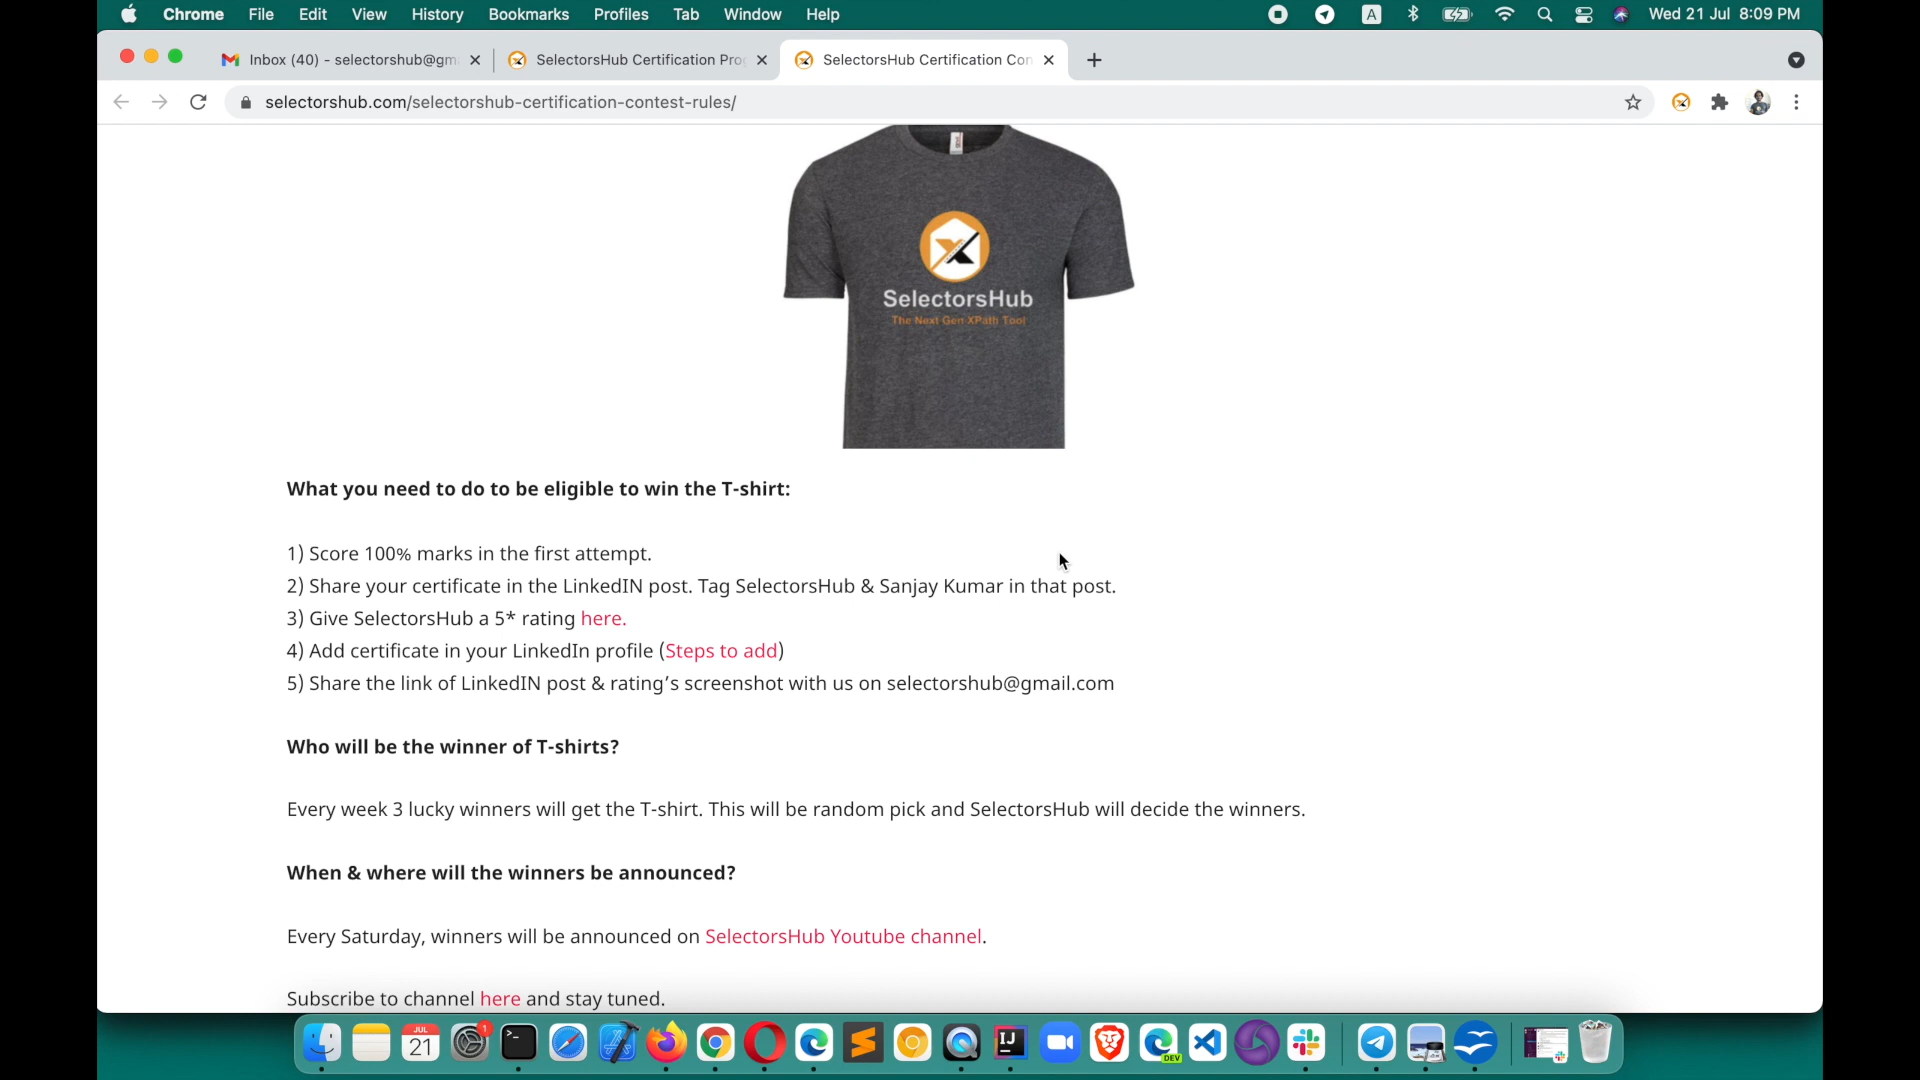 Chrome File Edit View History Bookmarks Profiles Tab Window Help A Wed 21 Jul 8:09 PM
Inbox (40) - selectorshub@gm SelectorsHub Certification Pro SelectorsHub Certification Con
selectorshub.com/selectorshub-certification-contest-rules/
SelectorsHub
The Next Gen XPath Tool
What you need to do to be eligible to win the T-shirt:
1) Score 100% marks in the first attempt.
2) Share your certificate in the LinkedIN post. Tag SelectorsHub & Sanjay Kumar in that post.
3) Give SelectorsHub a 5* rating here.
4) Add certificate in your LinkedIn profile (Steps to add)
5) Share the link of LinkedIN post & rating’s screenshot with us on selectorshub@gmail.com
Who will be the winner of T-shirts?
Every week 3 lucky winners will get the T-shirt. This will be random pick and SelectorsHub will decide the winners.
When & where will the winners be announced?
Every Saturday, winners will be announced on SelectorsHub Youtube channel.
Subscribe to channel here and stay tuned.
JUL 1
21 IJ DEV